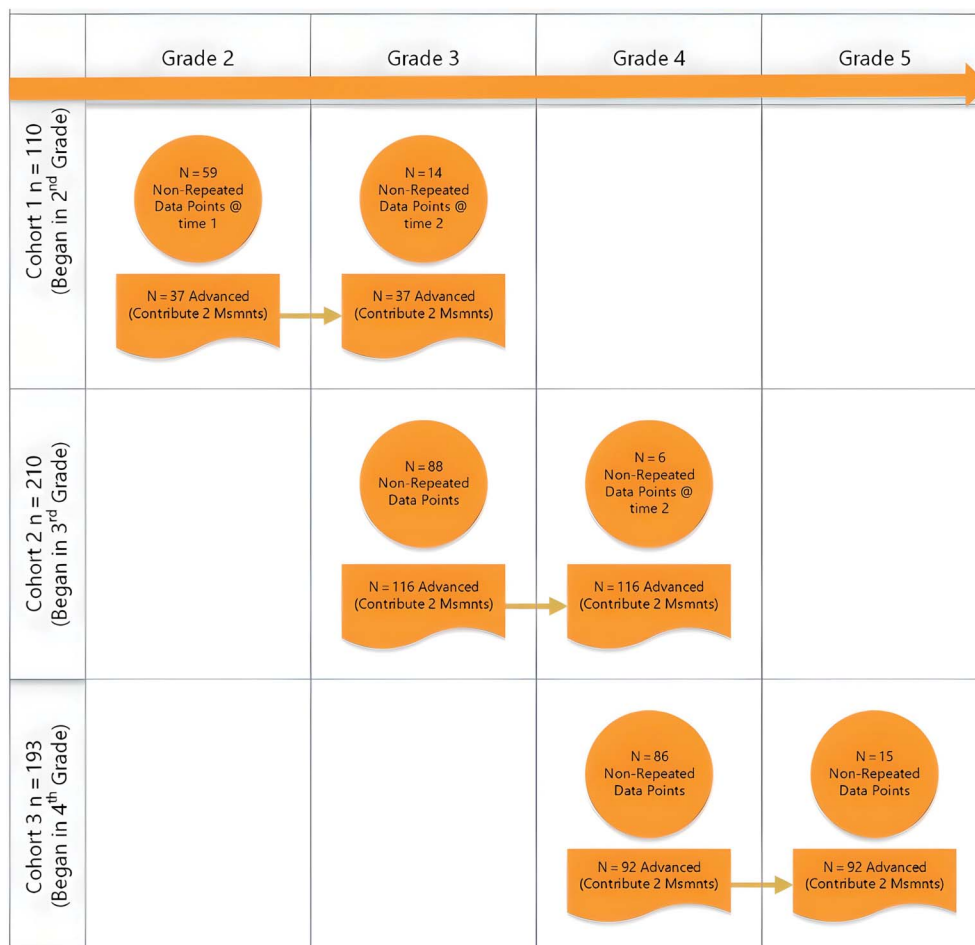 Grade 2
Grade 3
Grade 4
Grade 5
Cohort 1 n = 110
(Began in 2nd Grade)
N = 59
Non-Repeated
Data Points @
time 1
N = 14
Non-Repeated
Data Points @
time 2
N = 37 Advanced
(Contribute 2 Msmnts)
N = 37 Advanced
(Contribute 2 Msmnts)
Cohort 2 n = 210
(Began in 3rd Grade)
N = 88
Non-Repeated
Data Points
N = 6
Non-Repeated
Data Points @
time 2
N = 116 Advanced
(Contribute 2 Msmnts)
N = 116 Advanced
(Contribute 2 Msmnts)
Cohort 3 n = 193
(Began in 4th Grade)
N = 86
Non-Repeated
Data Points
N = 15
Non-Repeated
Data Points
N = 92 Advanced
(Contribute 2 Msmnts)
N = 92 Advanced
(Contribute 2 Msmnts)